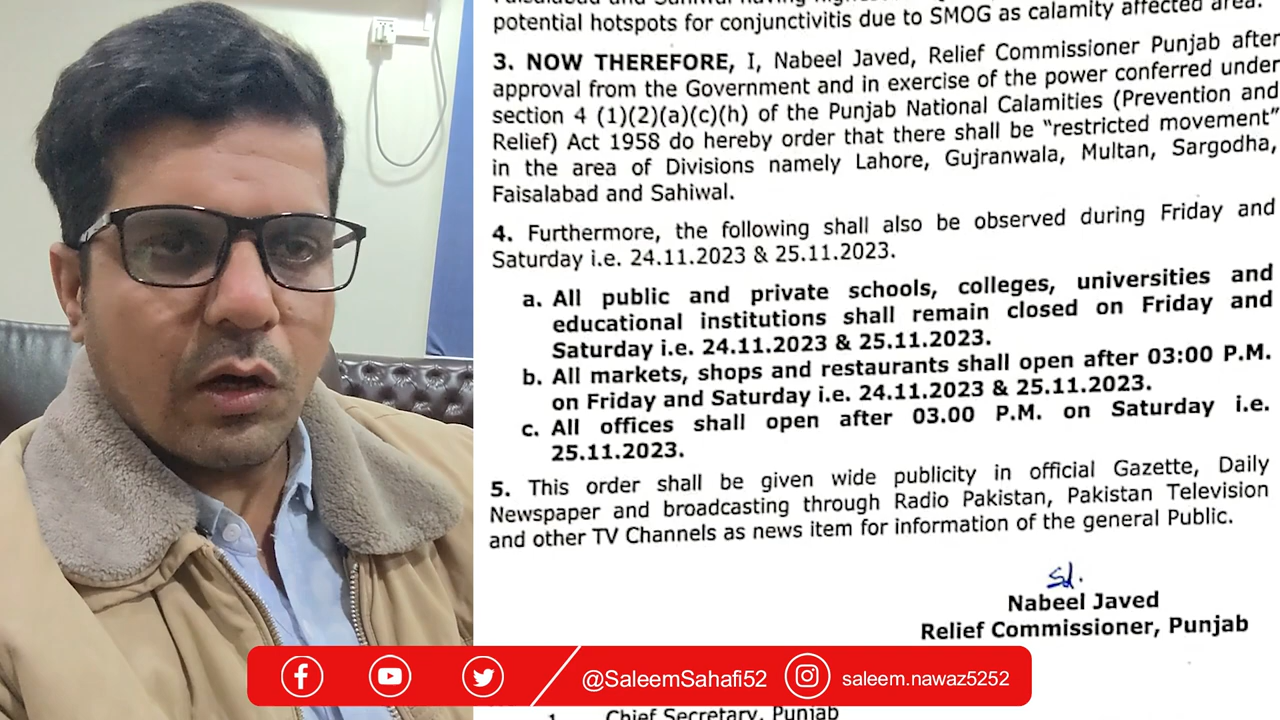 potential hotspots for conjunctivitis due to SMOG as calamity affected area.
3. NOW THEREFORE, I, Nabeel Javed, Relief Commissioner Punjab after
approval from the Government and in exercise of the power conferred under
section 4 (1)(2)(a)(c)(h) of the Punjab National Calamities (Prevention and
Relief) Act 1958 do hereby order that there shall be “restricted movement”
in the area of Divisions namely Lahore, Gujranwala, Multan, Sargodha,
Faisalabad and Sahiwal.
4. Furthermore, the following shall also be observed during Friday and
Saturday i.e. 24.11.2023 & 25.11.2023.
a. All public and private schools, colleges, universities and
educational institutions shall remain closed on Friday and
Saturday i.e. 24.11.2023 & 25.11.2023.
b. All markets, shops and restaurants shall open after 03:00 P.M.
on Friday and Saturday i.e. 24.11.2023 & 25.11.2023.
c. All offices shall open after 03.00 P.M. on Saturday i.e.
25.11.2023.
5. This order shall be given wide publicity in official Gazette, Daily
Newspaper and broadcasting through Radio Pakistan, Pakistan Television
and other TV Channels as news item for information of the general Public.
Sd.
Nabeel Javed
Relief Commissioner, Punjab
@SaleemSahafi52
saleem.nawaz5252
1. Chief Secretary, Punjab